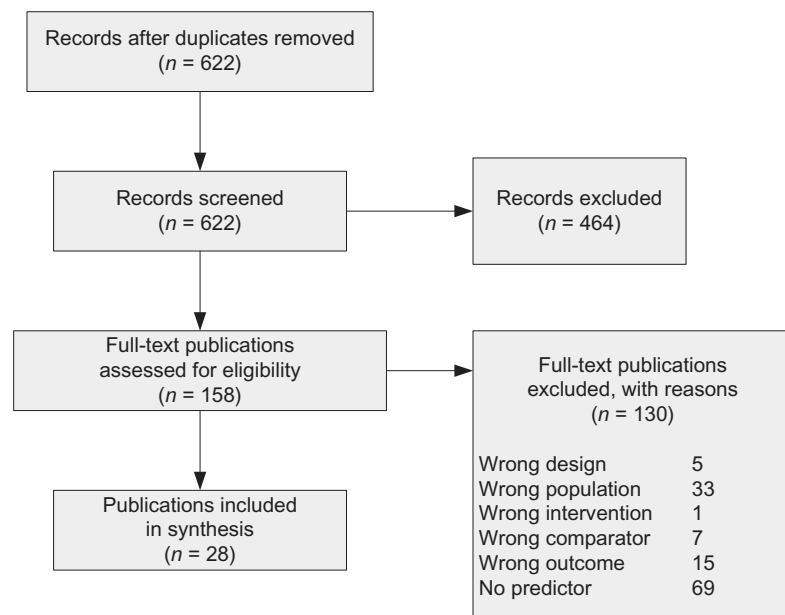 Records after duplicates removed
(n = 622)
Records screened
(n = 622)
Records excluded
(n = 464)
Full-text publications
assessed for eligibility
(n = 158)
Full-text publications
excluded, with reasons
(n = 130)
Wrong design 5
Wrong population 33
Wrong intervention 1
Wrong comparator 7
Wrong outcome 15
No predictor 69
Publications included
in synthesis
(n = 28)